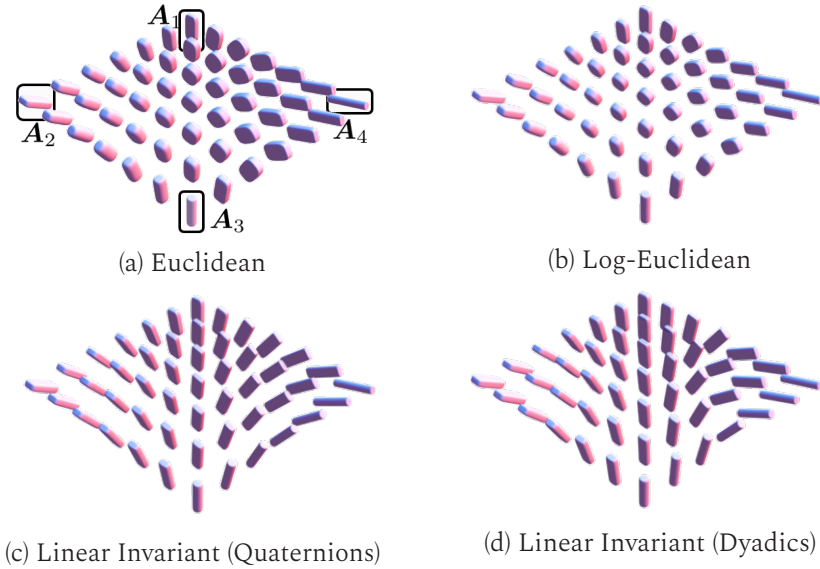 A₁
A₂
A₄
A₃
(a) Euclidean
(b) Log-Euclidean
(c) Linear Invariant (Quaternions)
(d) Linear Invariant (Dyadics)